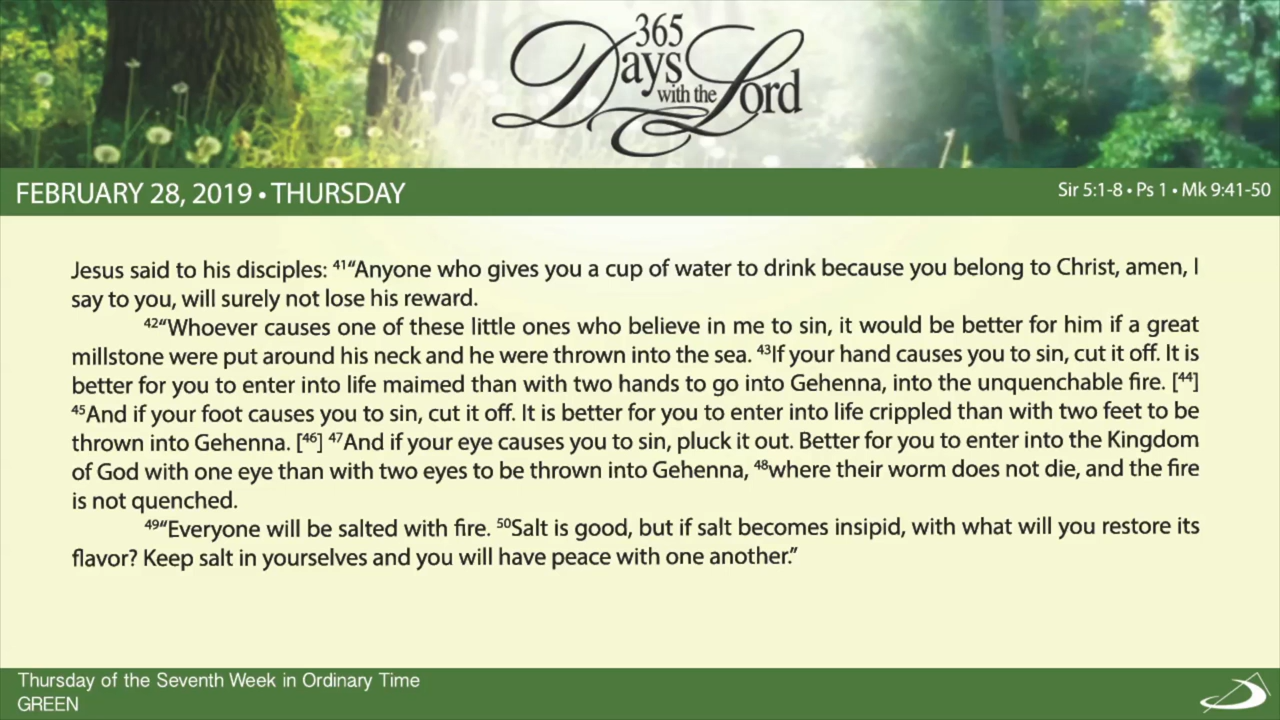 365
Days
with the
Lord
FEBRUARY 28, 2019 • THURSDAY
Sir 5:1-8 • Ps 1 • Mk 9:41-50
Jesus said to his disciples: ⁴¹“Anyone who gives you a cup of water to drink because you belong to Christ, amen, I
say to you, will surely not lose his reward.
⁴²“Whoever causes one of these little ones who believe in me to sin, it would be better for him if a great
millstone were put around his neck and he were thrown into the sea. ⁴³If your hand causes you to sin, cut it off. It is
better for you to enter into life maimed than with two hands to go into Gehenna, into the unquenchable fire. [⁴⁴]
⁴⁵And if your foot causes you to sin, cut it off. It is better for you to enter into life crippled than with two feet to be
thrown into Gehenna. [⁴⁶] ⁴⁷And if your eye causes you to sin, pluck it out. Better for you to enter into the Kingdom
of God with one eye than with two eyes to be thrown into Gehenna, ⁴⁸where their worm does not die, and the fire
is not quenched.
⁴⁹“Everyone will be salted with fire. ⁵⁰Salt is good, but if salt becomes insipid, with what will you restore its
flavor? Keep salt in yourselves and you will have peace with one another.”
Thursday of the Seventh Week in Ordinary Time
GREEN